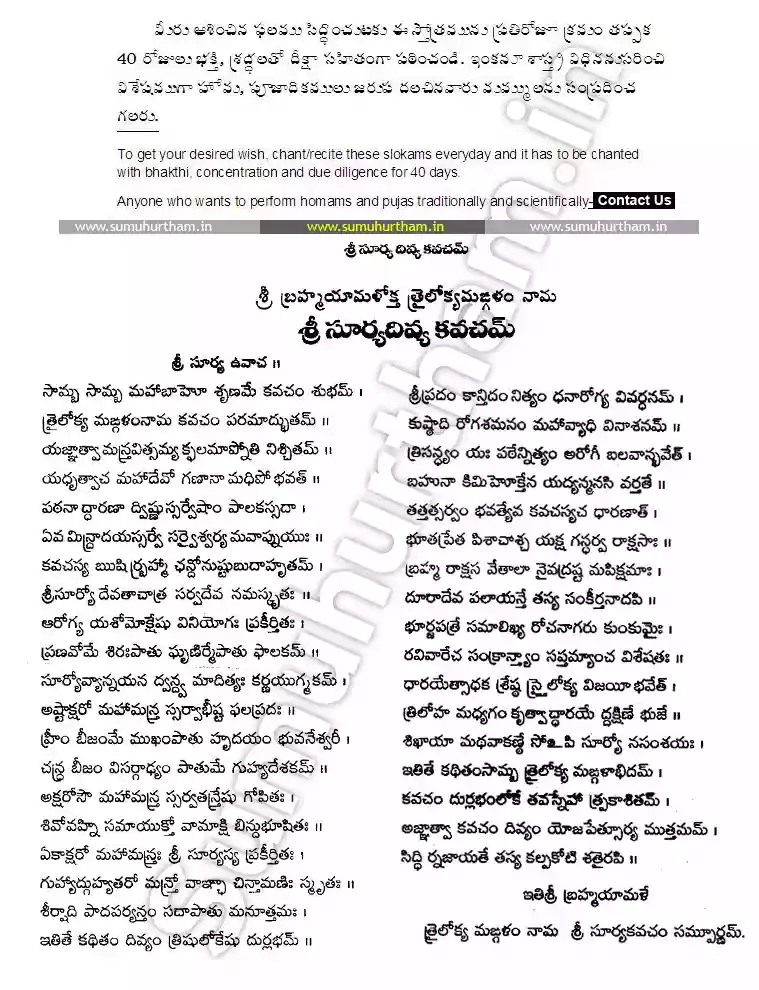 మీరు ఆశించిన ఫలము సిద్ధించుటకు ఈ స్తోత్రమును ప్రతిరోజూ క్రమం తప్పక
40 రోజులు భక్తి, శ్రద్ధలతో దీక్షా సహితంగా పఠించండి. ఇంకనూ శాస్త్ర విధిననుసరించి
విశేషముగా హోమ, పూజాదికములు జరుప దలచినవారు మమ్ములను సంప్రదించ
గలరు.
To get your desired wish, chant/recite these slokams everyday and it has to be chanted
with bhakthi, concentration and due diligence for 40 days.
Anyone who wants to perform homams and pujas traditionally and scientifically- Contact Us
www.sumuhurtham.in www.sumuhurtham.in www.sumuhurtham.in
శ్రీ సూర్య దివ్య కవచమ్
శ్రీ బ్రహ్మయామళోక్త త్రైలోక్యమఙ్గళం నామ
శ్రీ సూర్యదివ్య కవచమ్
శ్రీ సూర్య ఉవాచ ॥
సామ్బ సామ్బ మహాబాహో శృణమే కవచం శుభమ్ ।
త్రైలోక్య మఙ్గళంనామ కవచం పరమాద్భుతమ్ ॥
యజ్ఞాత్వా మన్త్రవిత్సమ్య క్ఫలమాప్నోతి నిశ్చితమ్ ।
యధృత్వాచ మహాదేవో గణానా మధిపో భవత్ ॥
పఠనా ద్ధారణా ద్విష్ణుస్సర్వేషాం పాలకస్సదా ।
ఏవ మిన్ద్రాదయస్సర్వే సర్వైశ్వర్య మవాప్నుయుః ॥
కవచస్య ఋషిర్బ్రహ్మా ఛన్దోనుష్టుబుదాహృతమ్ ।
శ్రీసూర్యో దేవతాచాత్ర సర్వదేవ నమస్కృతః ॥
ఆరోగ్య యశోమోక్షేషు వినియోగః ప్రకీర్తితః ।
ప్రణవోమే శిరఃపాతు ఘృణిర్మేపాతు ఫాలకమ్ ॥
సూర్యోవ్యాన్నయన ద్వన్ద్వ మాదిత్యః కర్ణయుగ్మకమ్ ।
అష్టాక్షరో మహామన్త్ర స్సర్వాభీష్ట ఫలప్రదః ॥
హ్రీం బీజంమే ముఖంపాతు హృదయం భువనేశ్వరీ ।
చన్ద్ర బీజం విసర్గాధ్యం పాతుమే గుహ్యదేశకమ్ ॥
అక్షరోసౌ మహామన్త్ర స్సర్వతన్త్రేషు గోపితః ।
శివోవహ్ని సమాయుక్తో వామాక్షి బిన్దుభూషితః ॥
ఏకాక్షరో మహామన్త్రః శ్రీ సూర్యస్య ప్రకీర్తితః ।
గుహ్యాద్గుహ్యతరో మన్త్రో వాఞ్ఛా చిన్తామణిః స్మృతః ॥
శీర్షాది పాదపర్యన్తం సదాపాతు మనూత్తమః ।
ఇతితే కథితం దివ్యం త్రిషులోకేషు దుర్లభమ్ ॥
శ్రీప్రదం కాన్తిదం నిత్యం ధనారోగ్య వివర్ధనమ్ ।
కుష్ఠాది రోగశమనం మహావ్యాధి వినాశనమ్ ॥
త్రిసన్ధ్యం యః పఠేన్నిత్యం అరోగీ బలవాన్భవేత్ ।
బహునా కిమిహోక్తేన యద్యన్మనసి వర్తతే ॥
తత్తత్సర్వం భవత్యేవ కవచస్యచ ధారణాత్ ।
భూతప్రేత పిశాచాశ్చ యక్ష గన్ధర్వ రాక్షసాః ॥
బ్రహ్మ రాక్షస వేతాలా నైవద్రష్ట మపిక్షమాః ।
దూరాదేవ పలాయన్తే తస్య సంకీర్తనాదపి ॥
భూర్జపత్రే సమాలిఖ్య రోచనాగరు కుంకుమైః ।
రవివారేచ సంక్రాన్త్యాం సప్తమ్యాంచ విశేషతః ॥
ధారయేత్సాధక శ్రేష్ఠ స్త్రైలోక్య విజయీభవేత్ ।
త్రిలోహ మధ్యగం కృత్వాద్ధారయే ద్దక్షిణే భుజే ॥
శిఖాయా మథవాకణ్ఠే సోఽపి సూర్యో నసంశయః ।
ఇతితే కథితంసామ్బ త్రైలోక్య మఙ్గళాభిదమ్ ।
కవచం దుర్లభంలోకే తవస్నేహా త్ప్రకాశితమ్ ।
అజ్ఞాత్వా కవచం దివ్యం యోజపేత్సూర్య ముత్తమమ్ ।
సిద్ధి ర్నజాయతే తస్య కల్పకోటి శతైరపి ॥
ఇతిశ్రీ బ్రహ్మయామళే
త్రైలోక్య మఙ్గళం నామ శ్రీ సూర్యకవచం సమ్పూర్ణమ్.
Sumuhurtham.in